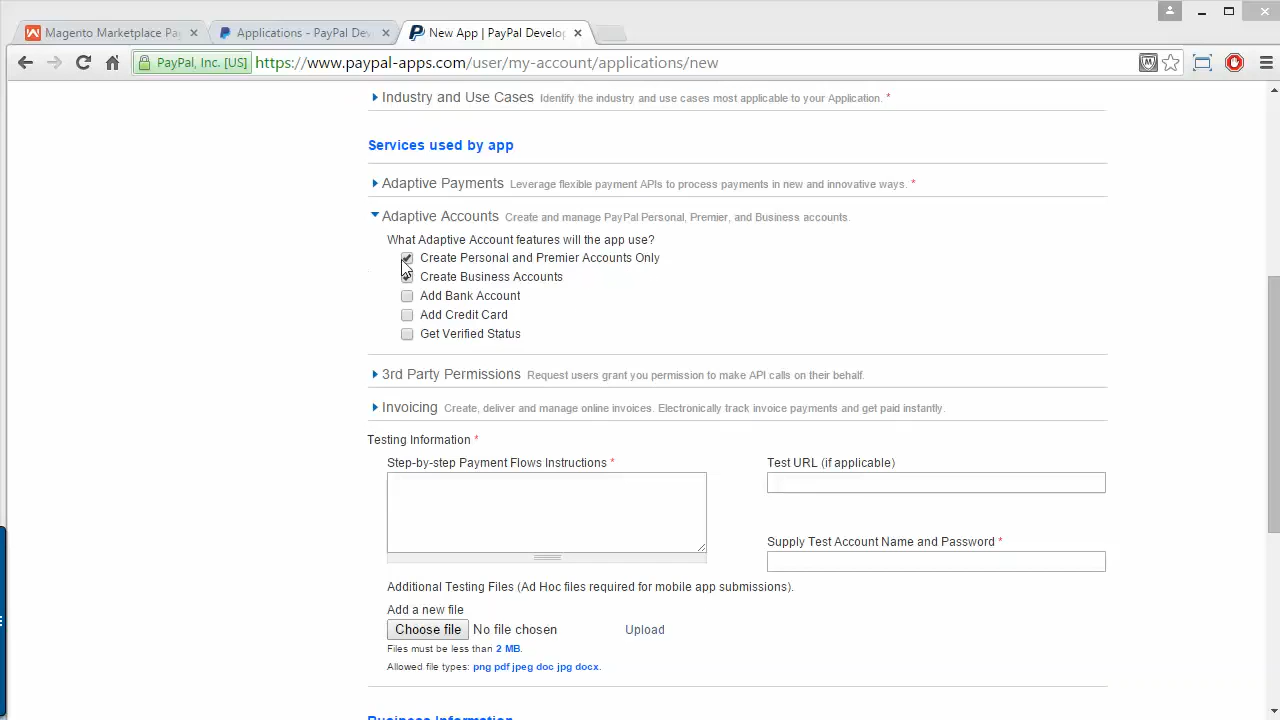 Magento Marketplace Pa
Applications - PayPal Dev
New App | PayPal Develop
PayPal, Inc. [US]
https://www.paypal-apps.com/user/my-account/applications/new
Industry and Use Cases Identify the industry and use cases most applicable to your Application. *
Services used by app
Adaptive Payments Leverage flexible payment APIs to process payments in new and innovative ways. *
Adaptive Accounts Create and manage PayPal Personal, Premier, and Business accounts.
What Adaptive Account features will the app use?
Create Personal and Premier Accounts Only
Create Business Accounts
Add Bank Account
Add Credit Card
Get Verified Status
3rd Party Permissions Request users grant you permission to make API calls on their behalf.
Invoicing Create, deliver and manage online invoices. Electronically track invoice payments and get paid instantly.
Testing Information *
Step-by-step Payment Flows Instructions *
Test URL (if applicable)
Supply Test Account Name and Password *
Additional Testing Files (Ad Hoc files required for mobile app submissions).
Add a new file
Choose file No file chosen Upload
Files must be less than 2 MB.
Allowed file types: png pdf jpeg doc jpg docx.
Business Information